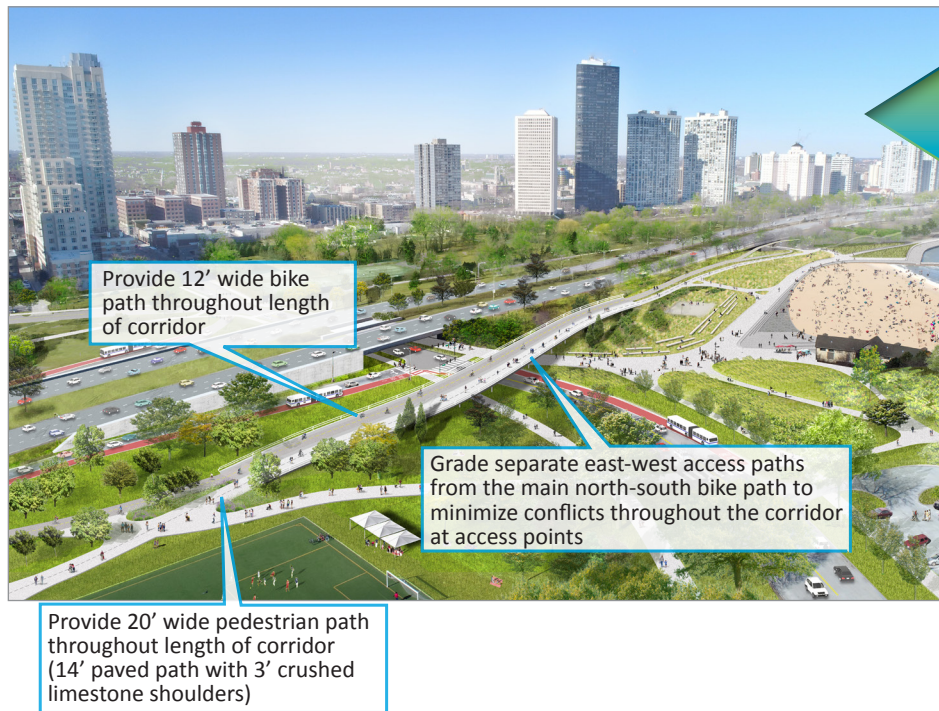 Provide 12’ wide bike
path throughout length
of corridor
Grade separate east-west access paths
from the main north-south bike path to
minimize conflicts throughout the corridor
at access points
Provide 20’ wide pedestrian path
throughout length of corridor
(14’ paved path with 3’ crushed
limestone shoulders)